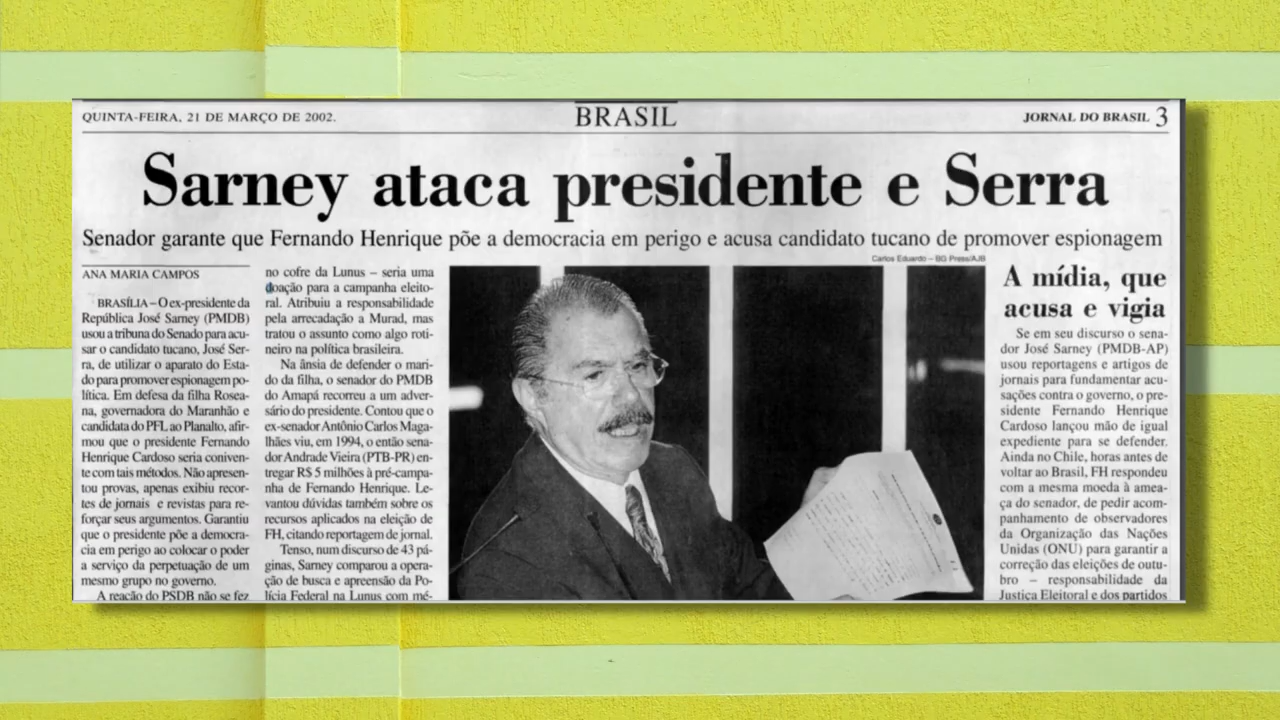 QUINTA-FEIRA, 21 DE MARÇO DE 2002.
BRASIL
JORNAL DO BRASIL 3
Sarney ataca presidente e Serra
Senador garante que Fernando Henrique põe a democracia em perigo e acusa candidato tucano de promover espionagem
ANA MARIA CAMPOS
BRASÍLIA – O ex-presidente da
República José Sarney (PMDB)
usou a tribuna do Senado para acu-
sar o candidato tucano, José Ser-
ra, de utilizar o aparato do Esta-
do para promover espionagem po-
lítica. Em defesa da filha Rosea-
na, governadora do Maranhão e
candidata do PFL ao Planalto, afir-
mou que o presidente Fernando
Henrique Cardoso seria coniven-
te com tais métodos. Não apresen-
tou provas, apenas exibiu recor-
tes de jornais e revistas para re-
forçar seus argumentos. Garantiu
que o presidente põe a democra-
cia em perigo ao colocar o poder
a serviço da perpetuação de um
mesmo grupo no governo.
A reação do PSDB não se fez
no cofre da Lunus – seria uma
doação para a campanha eleito-
ral. Atribuiu a responsabilidade
pela arrecadação a Murad, mas
tratou o assunto como algo roti-
neiro na política brasileira.
Na ânsia de defender o mari-
do da filha, o senador do PMDB
do Amapá recorreu a um adver-
sário do presidente. Contou que o
ex-senador Antônio Carlos Maga-
lhães viu, em 1994, o então sena-
dor Andrade Vieira (PTB-PR) en-
tregar R$ 5 milhões à pré-campa-
nha de Fernando Henrique. Le-
vantou dúvidas também sobre os
recursos aplicados na eleição de
FH, citando reportagem de jornal.
Tenso, num discurso de 43 pá-
ginas, Sarney comparou a opera-
ção de busca e apreensão da Po-
lícia Federal na Lunus com mé-
Carlos Eduardo – BG Press/AJB
A mídia, que
acusa e vigia
Se em seu discurso o sena-
dor José Sarney (PMDB-AP)
usou reportagens e artigos de
jornais para fundamentar acu-
sações contra o governo, o pre-
sidente Fernando Henrique
Cardoso lançou mão de igual
expediente para se defender.
Ainda no Chile, horas antes de
voltar ao Brasil, FH respondeu
com a mesma moeda à amea-
ça do senador, de pedir acom-
panhamento de observadores
da Organização das Nações
Unidas (ONU) para garantir a
correção das eleições de outu-
bro – responsabilidade da
Justiça Eleitoral e dos partidos